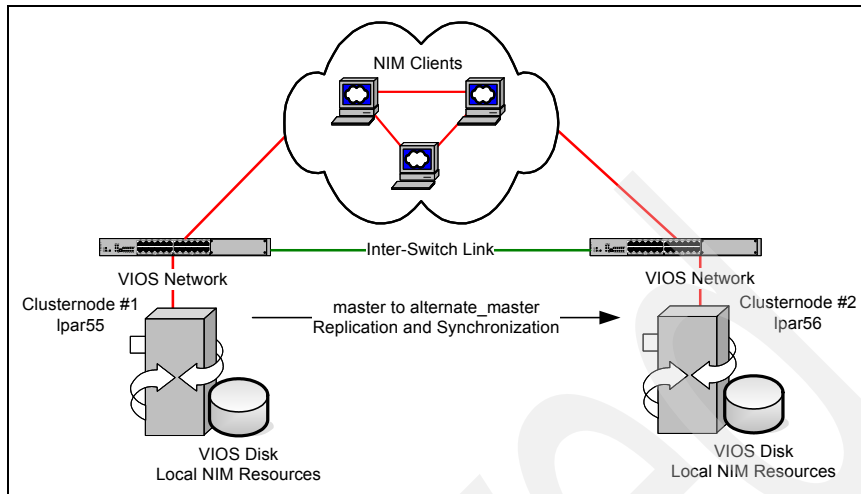 NIM Clients
Inter-Switch Link
VIOS Network
VIOS Network
Clusternode #1
lpar55
master to alternate_master
Replication and Synchronization
Clusternode #2
lpar56
VIOS Disk
Local NIM Resources
VIOS Disk
Local NIM Resources